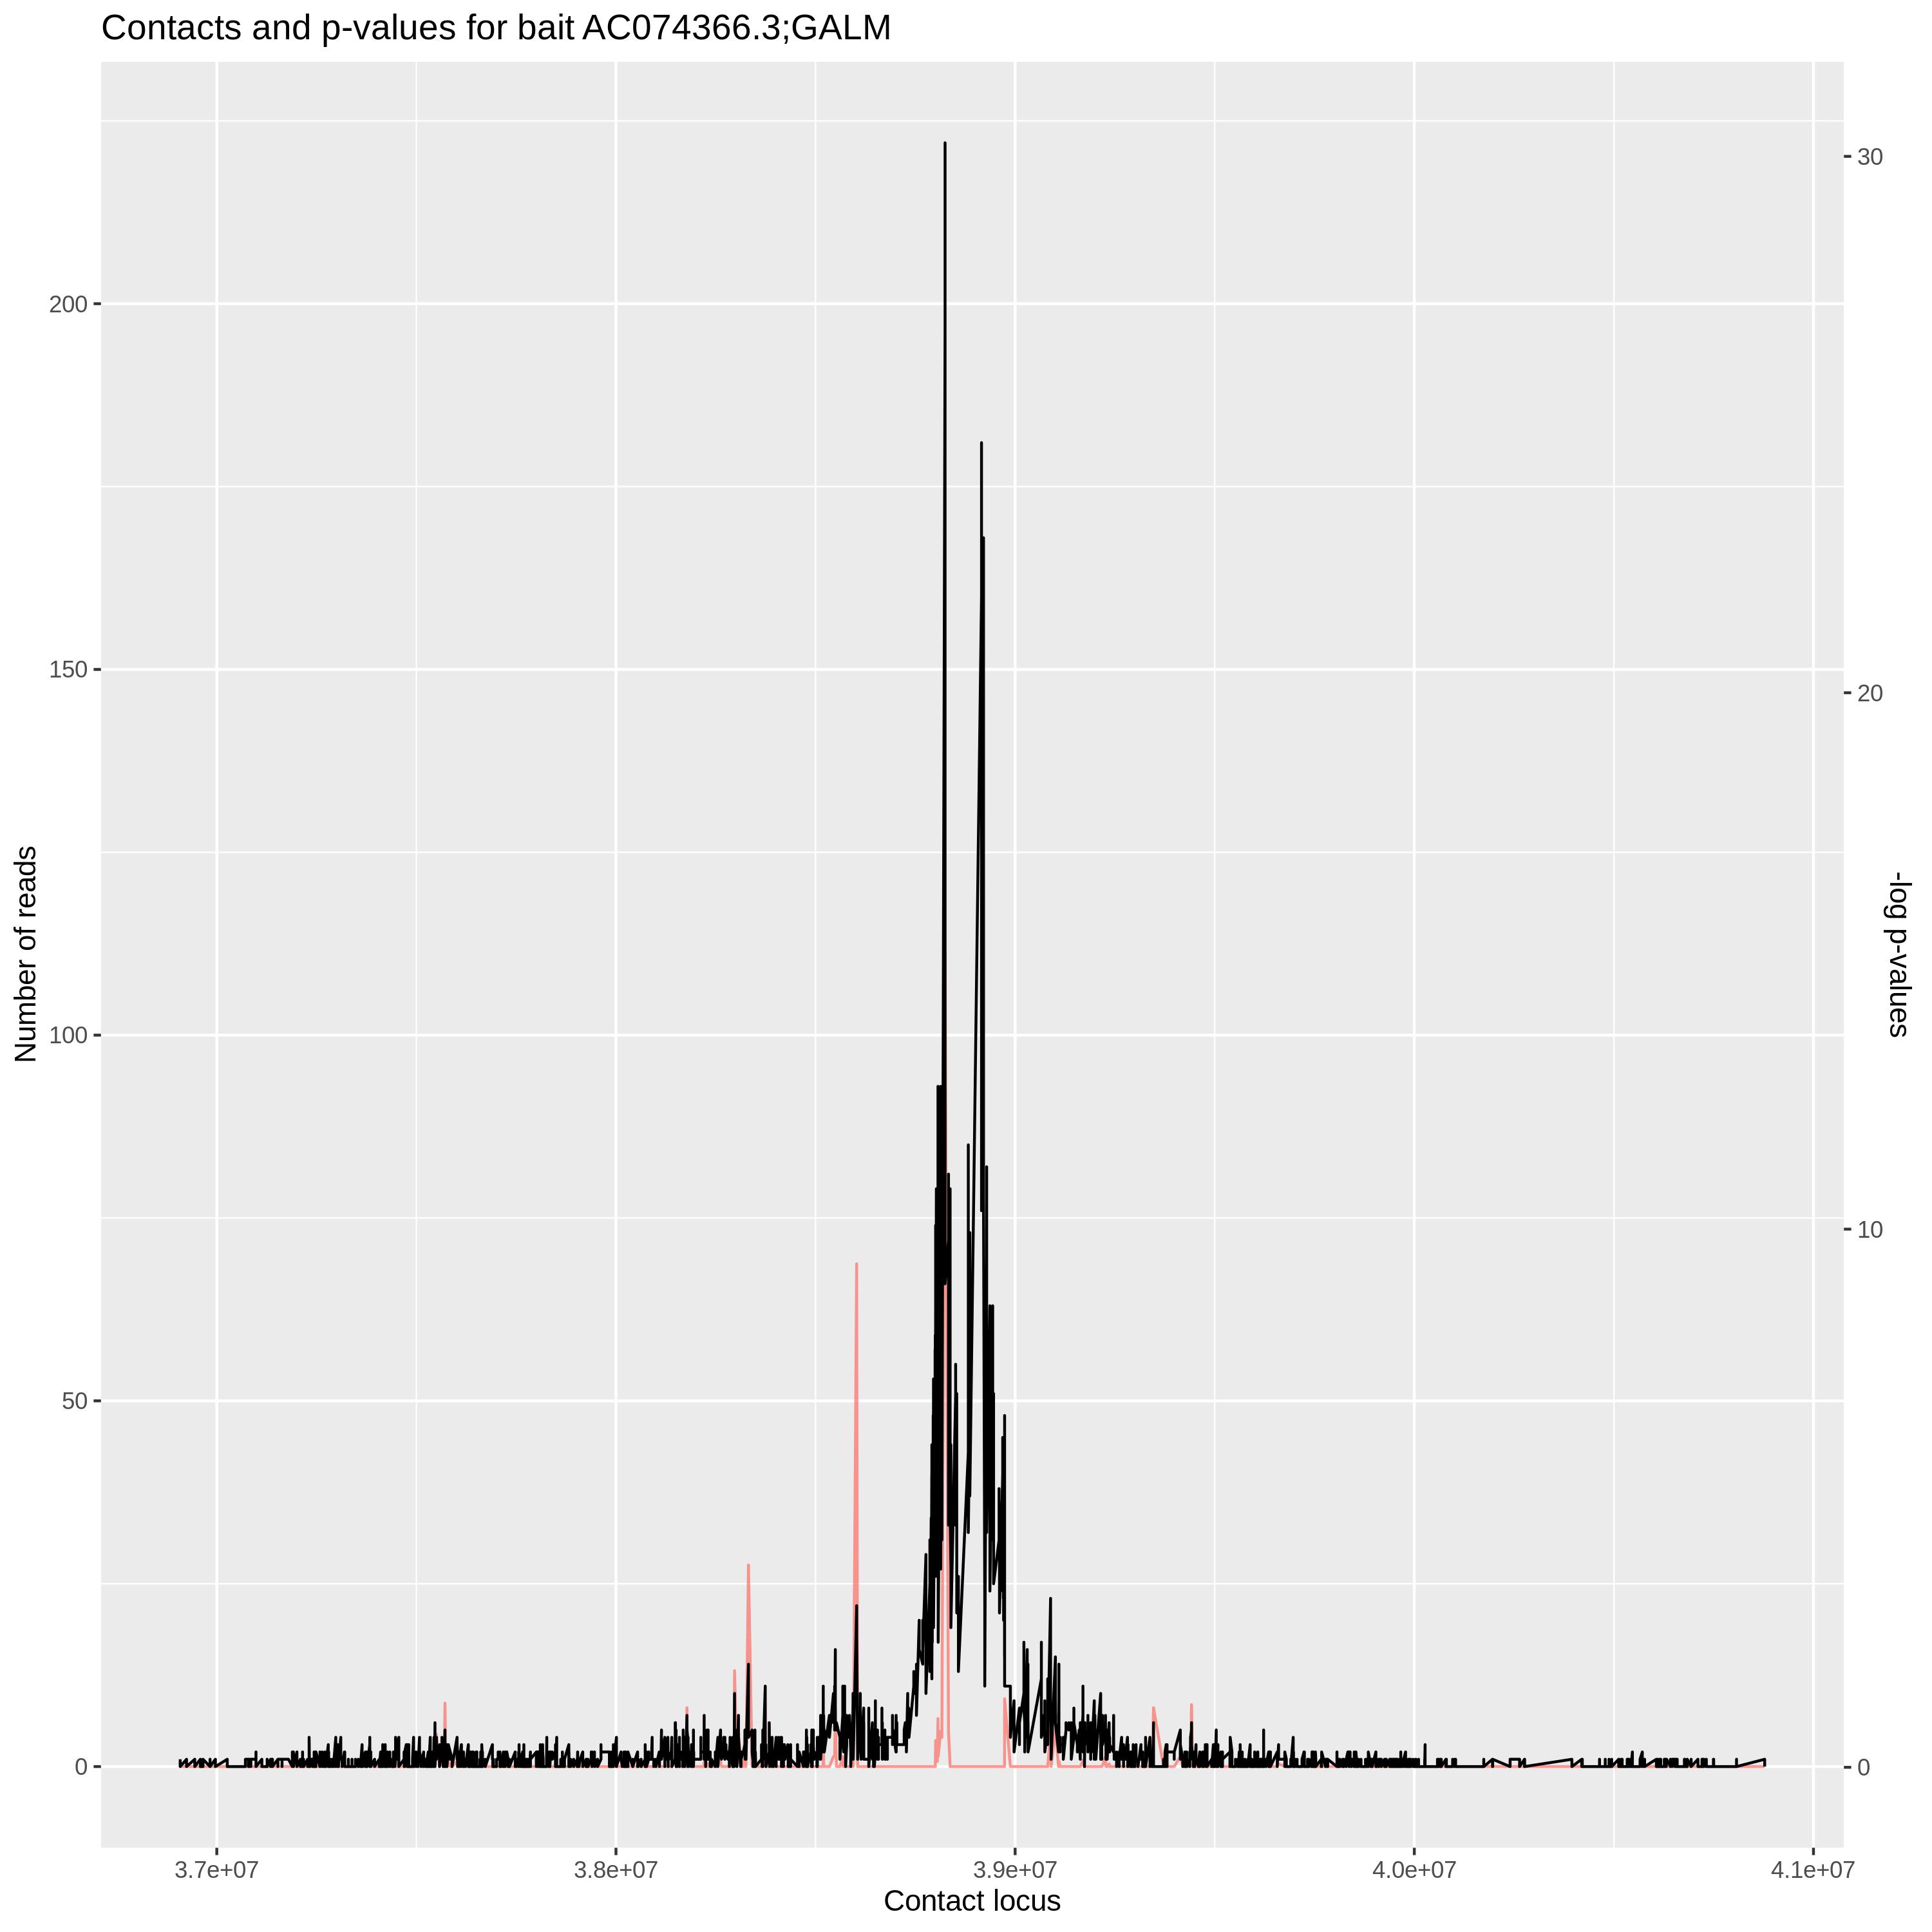 Contacts and p-values for bait AC074366.3;GALM
Number of reads
200
150
100
50
0
30
20
10
0
-log p-values
3.7e+07
3.8e+07
3.9e+07
4.0e+07
4.1e+07
Contact locus